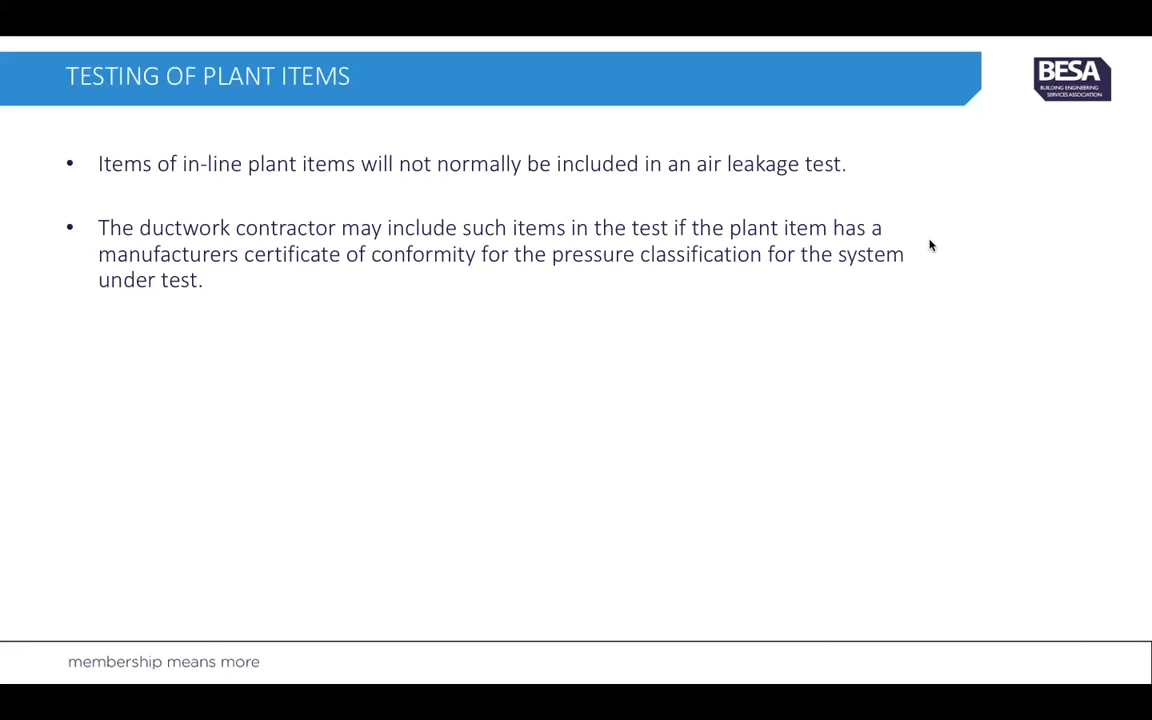 TESTING OF PLANT ITEMS
BESA
BUILDING ENGINEERING
SERVICES ASSOCIATION
• Items of in-line plant items will not normally be included in an air leakage test.
• The ductwork contractor may include such items in the test if the plant item has a
manufacturers certificate of conformity for the pressure classification for the system
under test.
membership means more